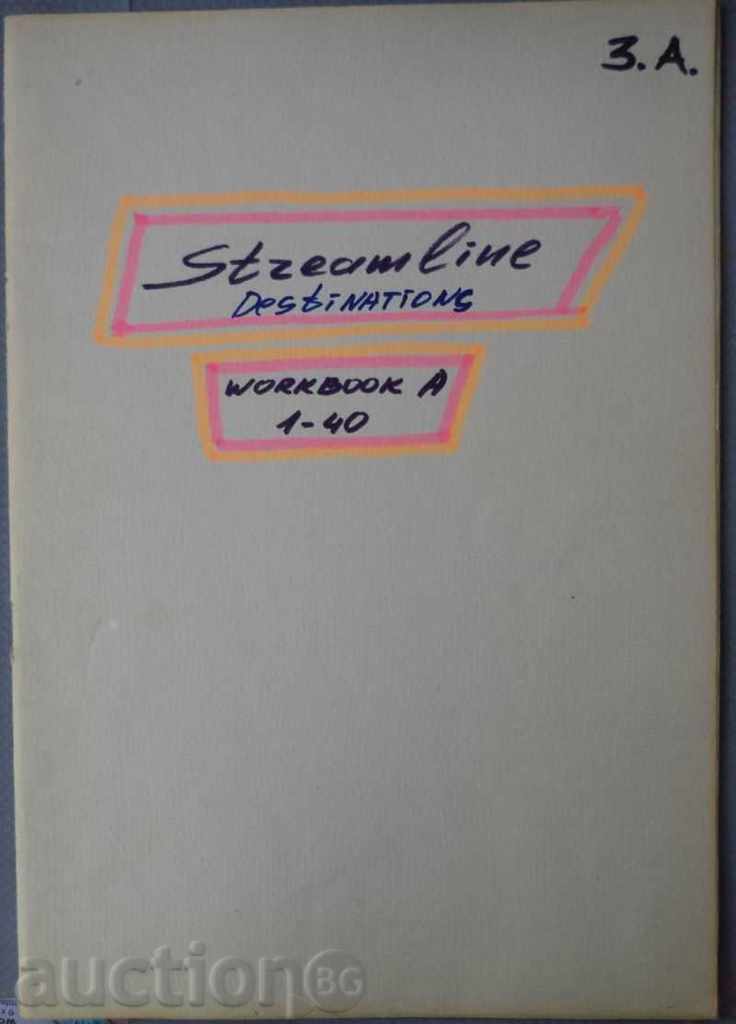 3.A.
Streamline
DestiNATIONS
WORKBOOK A
1-40
auction BG